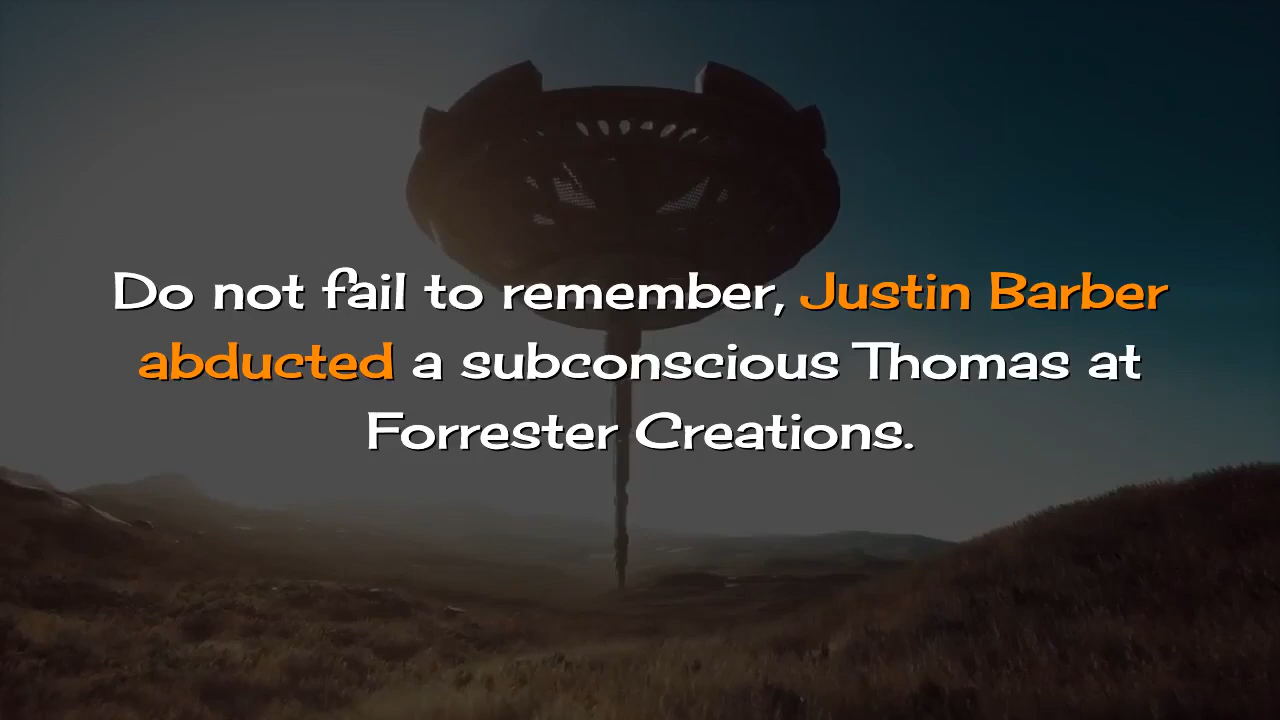 Do not fail to remember, Justin Barber
abducted a subconscious Thomas at
Forrester Creations.